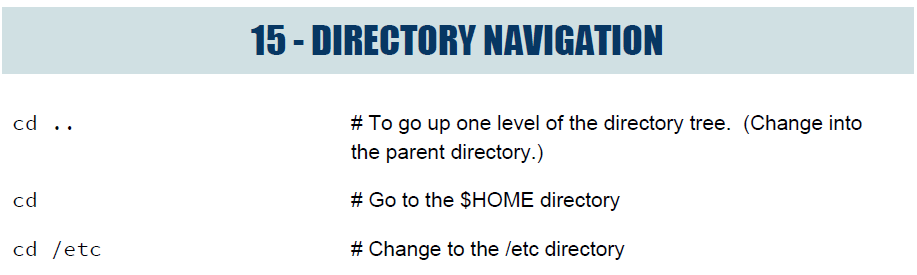 15 - DIRECTORY NAVIGATION
cd .. # To go up one level of the directory tree.  (Change into
the parent directory.)
cd # Go to the $HOME directory
cd /etc # Change to the /etc directory